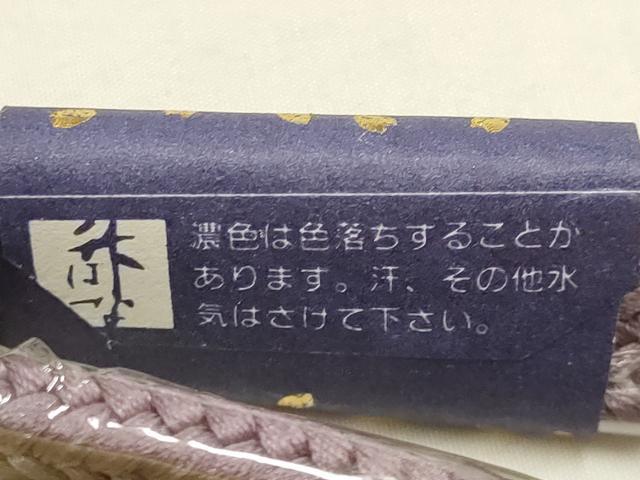 濃色は色落ちすることが
あります。汗、その他水
気はさけて下さい。